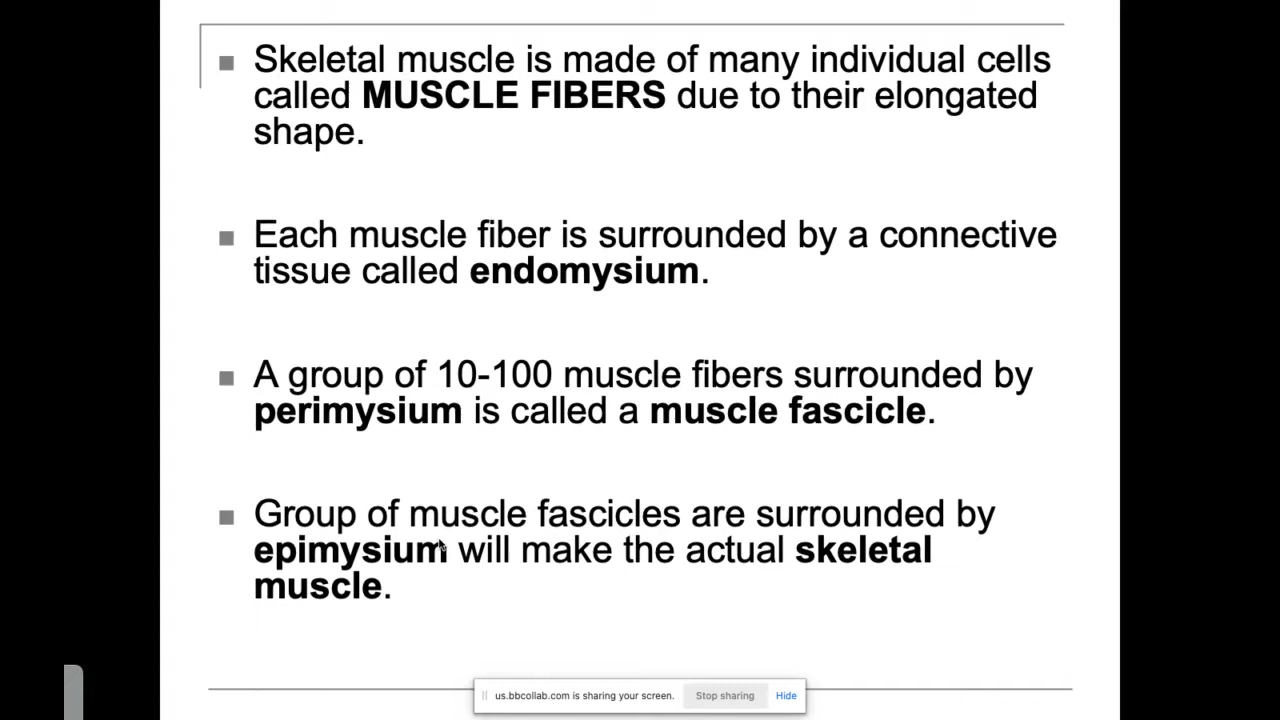 Skeletal muscle is made of many individual cells
called MUSCLE FIBERS due to their elongated
shape.
Each muscle fiber is surrounded by a connective
tissue called endomysium.
A group of 10-100 muscle fibers surrounded by
perimysium is called a muscle fascicle.
Group of muscle fascicles are surrounded by
epimysium will make the actual skeletal
muscle.
us.bbcollab.com is sharing your screen. Stop sharing Hide